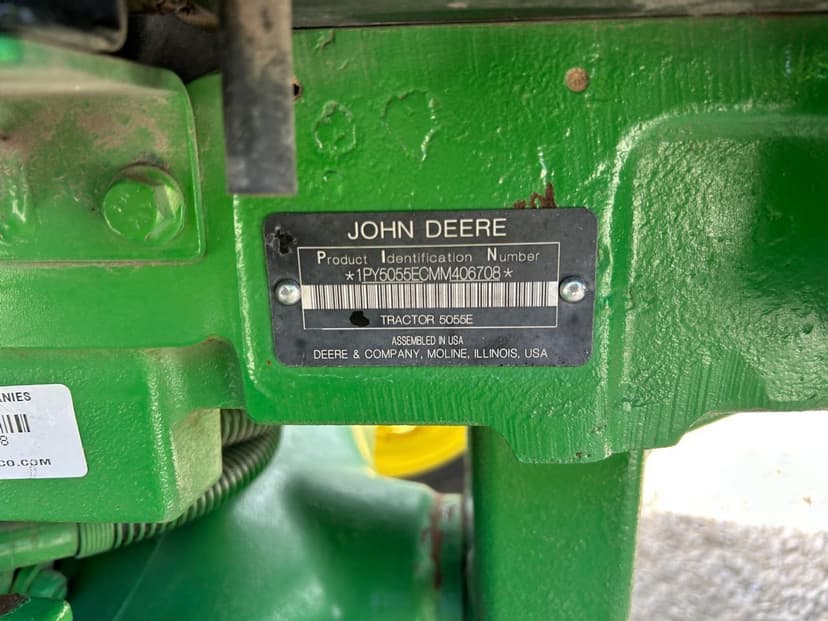 JOHN DEERE
Product Identification Number
*1PY5055ECMM406708*
TRACTOR 5055E
ASSEMBLED IN USA
DEERE & COMPANY, MOLINE, ILLINOIS, USA
ANIES
8
CO.COM